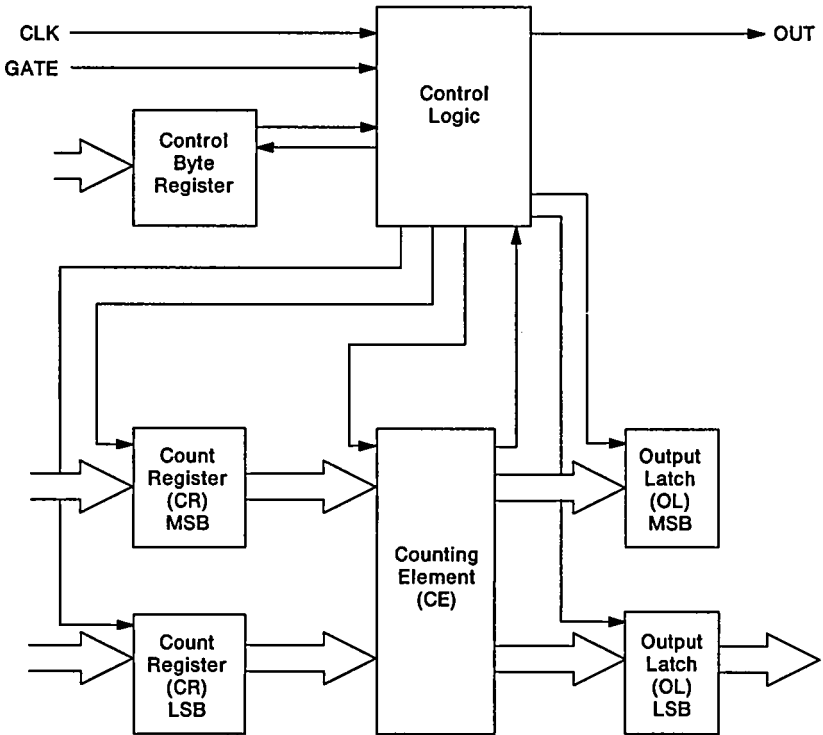 CLK
OUT
GATE
Control
Logic
Control
Byte
Register
Count
Register
(CR)
MSB
Output
Latch
(OL)
MSB
Counting
Element
(CE)
Count
Register
(CR)
LSB
Output
Latch
(OL)
LSB